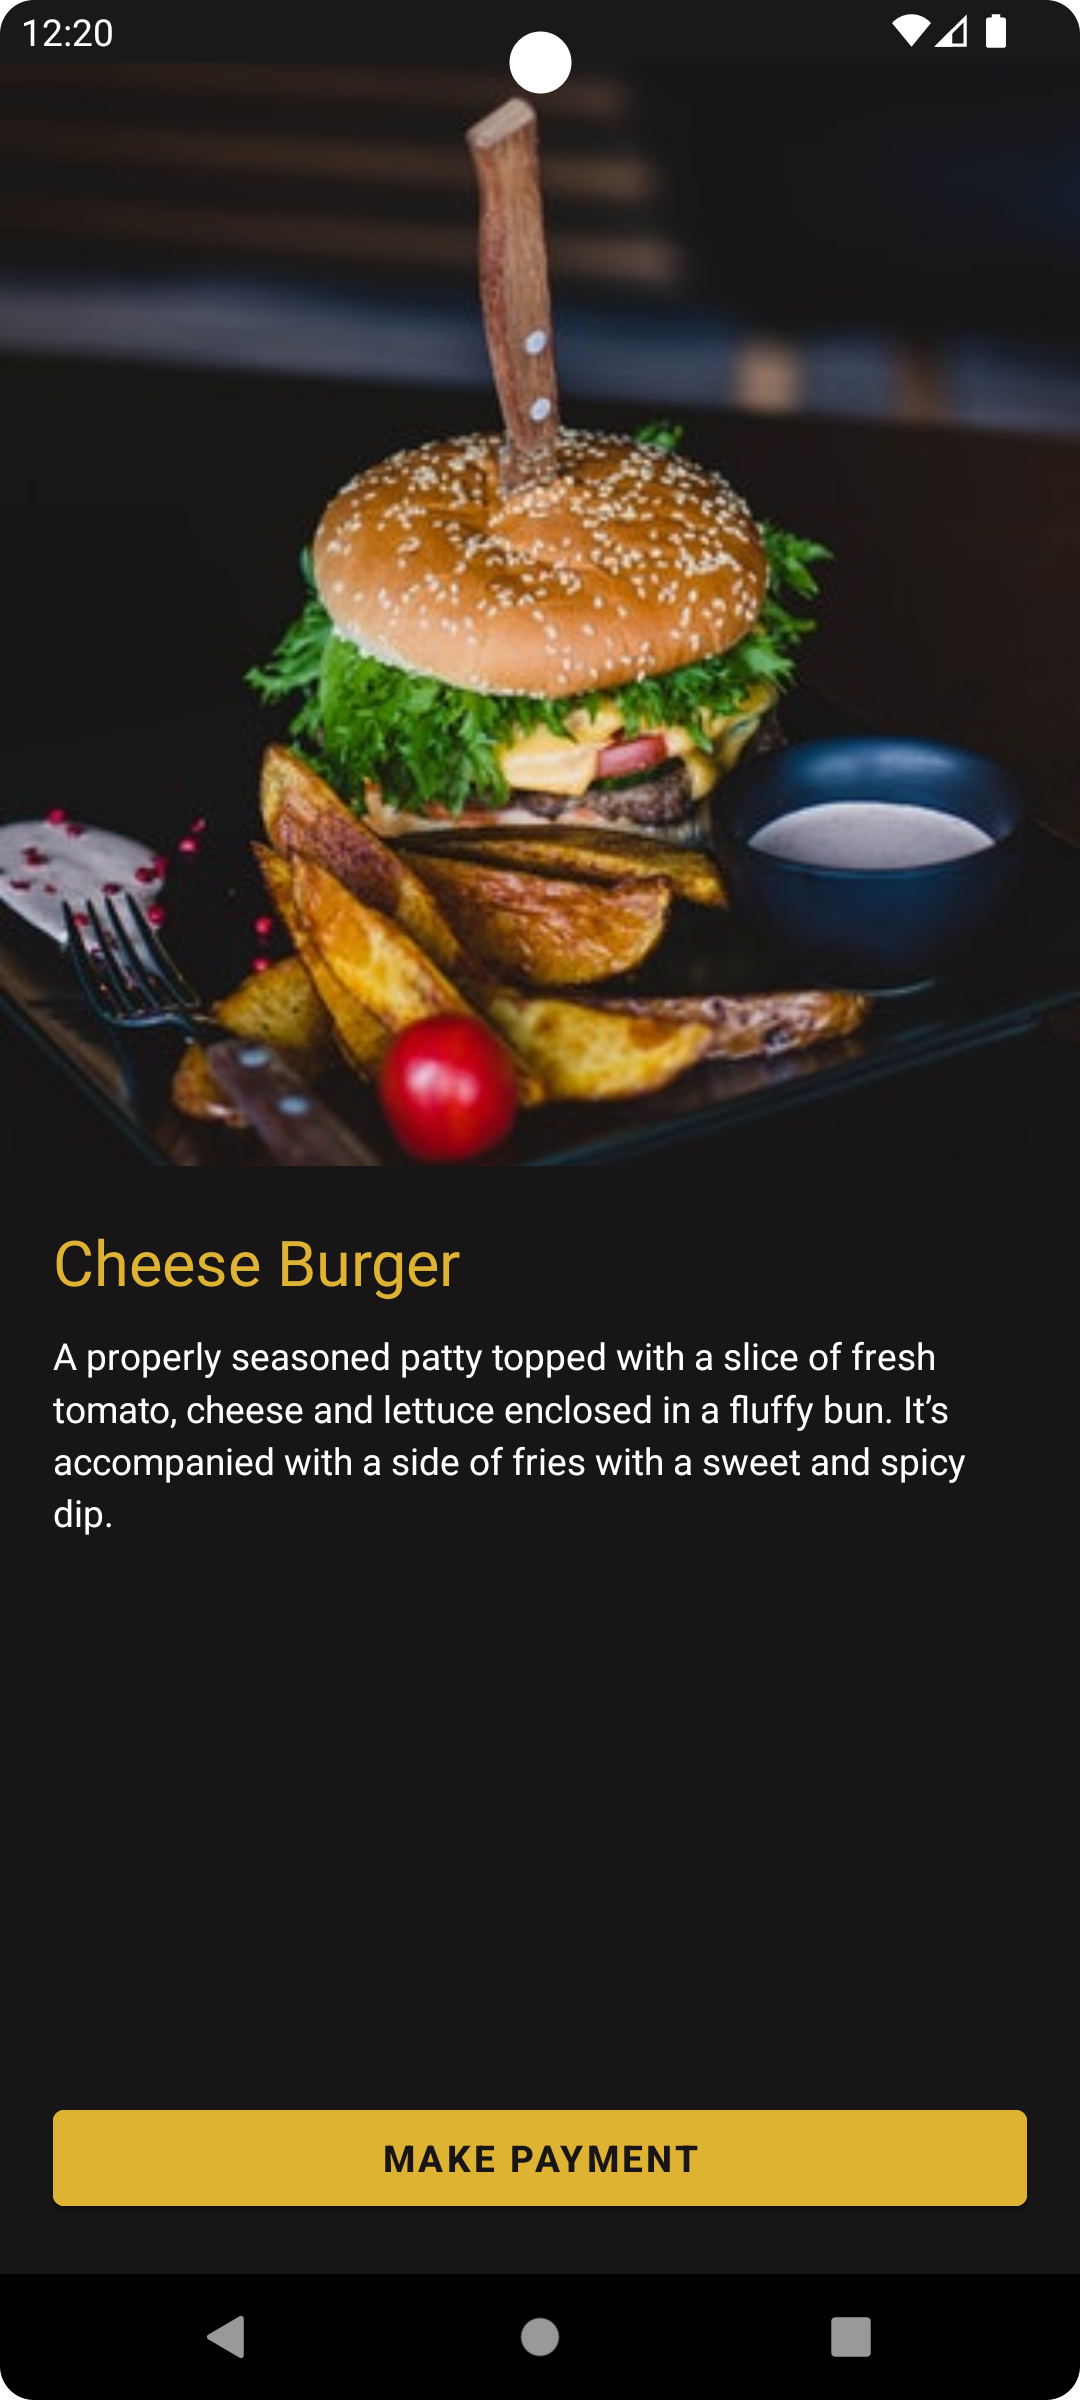 12:20
Cheese Burger
A properly seasoned patty topped with a slice of fresh
tomato, cheese and lettuce enclosed in a fluffy bun. It’s
accompanied with a side of fries with a sweet and spicy
dip.
MAKE PAYMENT